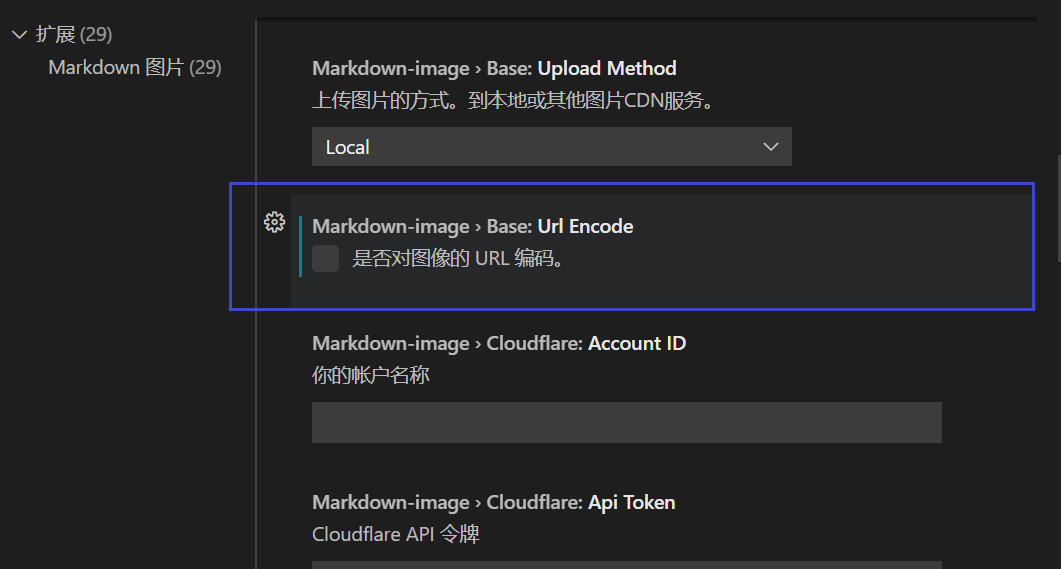 扩展 (29)
Markdown 图片 (29)
Markdown-image › Base: Upload Method
上传图片的方式。到本地或其他图片CDN服务。
Local
Markdown-image › Base: Url Encode
是否对图像的 URL 编码。
Markdown-image › Cloudflare: Account ID
你的帐户名称
Markdown-image › Cloudflare: Api Token
Cloudflare API 令牌